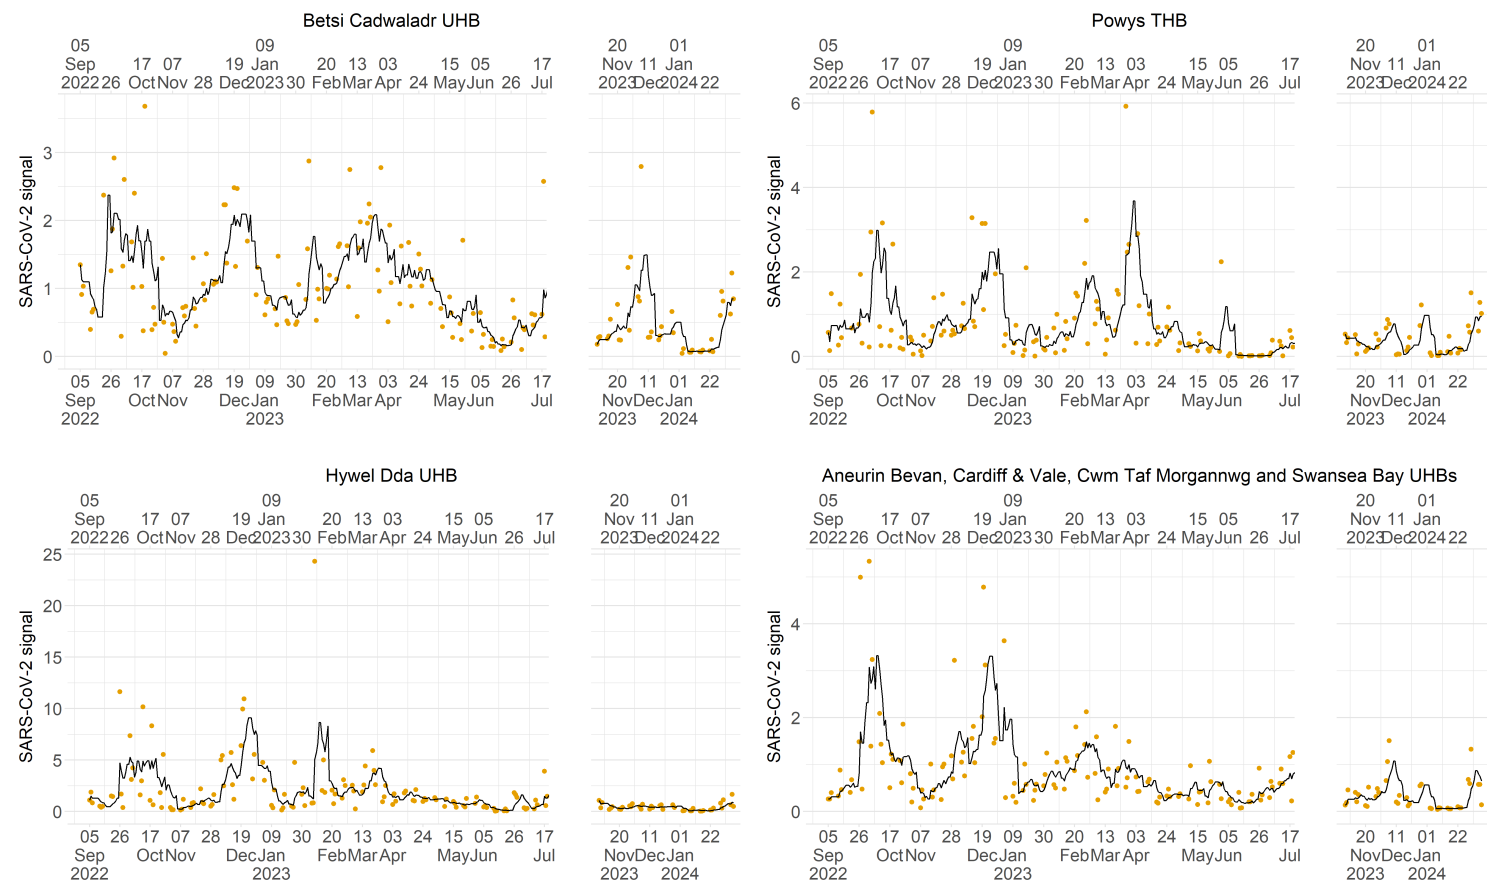 Betsi Cadwaladr UHB
05 09 20 01
Sep 17 07 19 Jan 20 13 03 15 05 17 Nov 11 Jan
2022 26 Oct Nov 28 Dec 2023 30 Feb Mar Apr 24 May Jun 26 Jul 2023 Dec 2024 22
SARS-CoV-2 signal
3
2
1
0
05 26 17 07 28 19 09 30 20 13 03 24 15 05 26 17 20 11 01 22
Sep Oct Nov Dec Jan Feb Mar Apr May Jun Jul Nov Dec Jan
2022 2023 2023 2024
Powys THB
05 09 20 01
Sep 17 07 19 Jan 20 13 03 15 05 17 Nov 11 Jan
2022 26 Oct Nov 28 Dec 2023 30 Feb Mar Apr 24 May Jun 26 Jul 2023 Dec 2024 22
SARS-CoV-2 signal
6
4
2
0
05 26 17 07 28 19 09 30 20 13 03 24 15 05 26 17 20 11 01 22
Sep Oct Nov Dec Jan Feb Mar Apr May Jun Jul Nov Dec Jan
2022 2023 2023 2024
Hywel Dda UHB
05 09 20 01
Sep 17 07 19 Jan 20 13 03 15 05 17 Nov 11 Jan
2022 26 Oct Nov 28 Dec 2023 30 Feb Mar Apr 24 May Jun 26 Jul 2023 Dec 2024 22
SARS-CoV-2 signal
25
20
15
10
5
0
05 26 17 07 28 19 09 30 20 13 03 24 15 05 26 17 20 11 01 22
Sep Oct Nov Dec Jan Feb Mar Apr May Jun Jul Nov Dec Jan
2022 2023 2023 2024
Aneurin Bevan, Cardiff & Vale, Cwm Taf Morgannwg and Swansea Bay UHBs
05 09 20 01
Sep 17 07 19 Jan 20 13 03 15 05 17 Nov 11 Jan
2022 26 Oct Nov 28 Dec 2023 30 Feb Mar Apr 24 May Jun 26 Jul 2023 Dec 2024 22
SARS-CoV-2 signal
4
2
0
05 26 17 07 28 19 09 30 20 13 03 24 15 05 26 17 20 11 01 22
Sep Oct Nov Dec Jan Feb Mar Apr May Jun Jul Nov Dec Jan
2022 2023 2023 2024